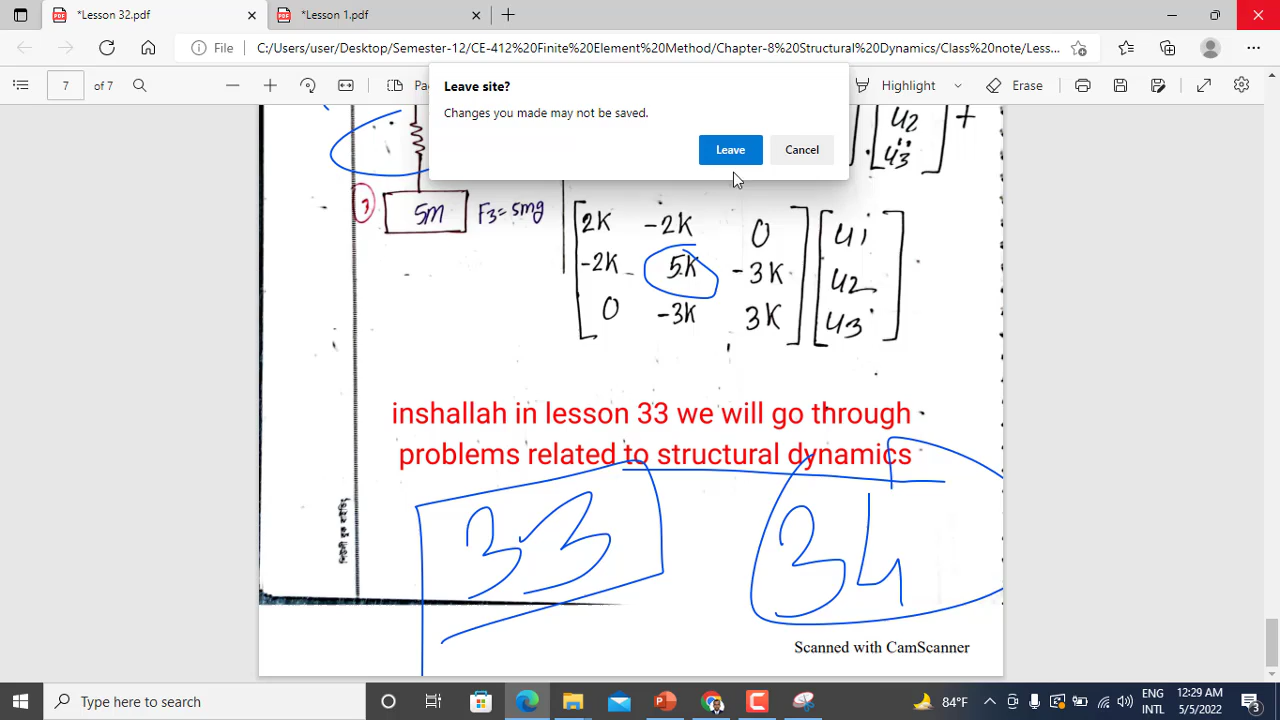 *Lesson 32.pdf
*Lesson 1.pdf
File C:/Users/user/Desktop/Semester-12/CE-412%20Finite%20Element%20Method/Chapter-8%20Structural%20Dynamics/Class%20note/Less...
7 of 7
Pa
Highlight
Erase
Leave site?
Changes you made may not be saved.
Leave
Cancel
u2 +
ü3
3 5m F3=5mg
2K -2K 0 u1
-2K 5K -3K u2
0 -3K 3K u3
inshallah in lesson 33 we will go through
problems related to structural dynamics
33 34
Scanned with CamScanner
Type here to search
84°F
ENG
INTL
12:29 AM
5/5/2022
3